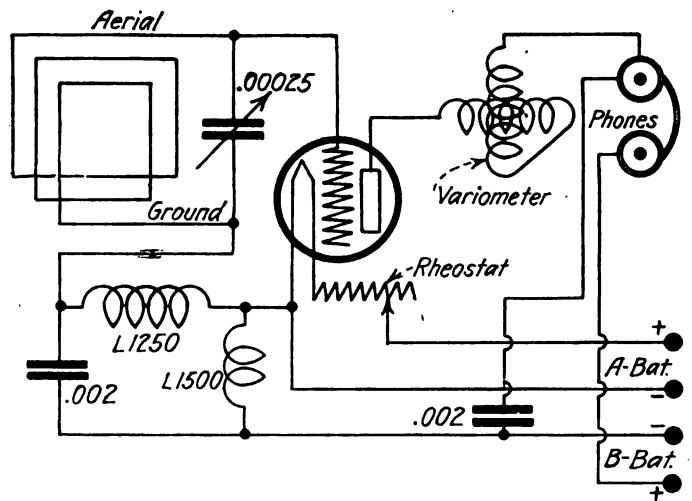 Aerial
.00025
Phones
Variometer
Ground
Rheostat
L1250
L1500
.002
.002
+
A-Bat.
-
-
B-Bat.
+